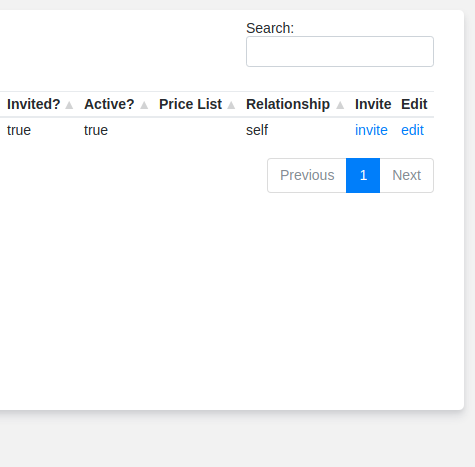 Search:
Invited? Active? Price List Relationship Invite Edit
true true self invite edit
Previous 1 Next